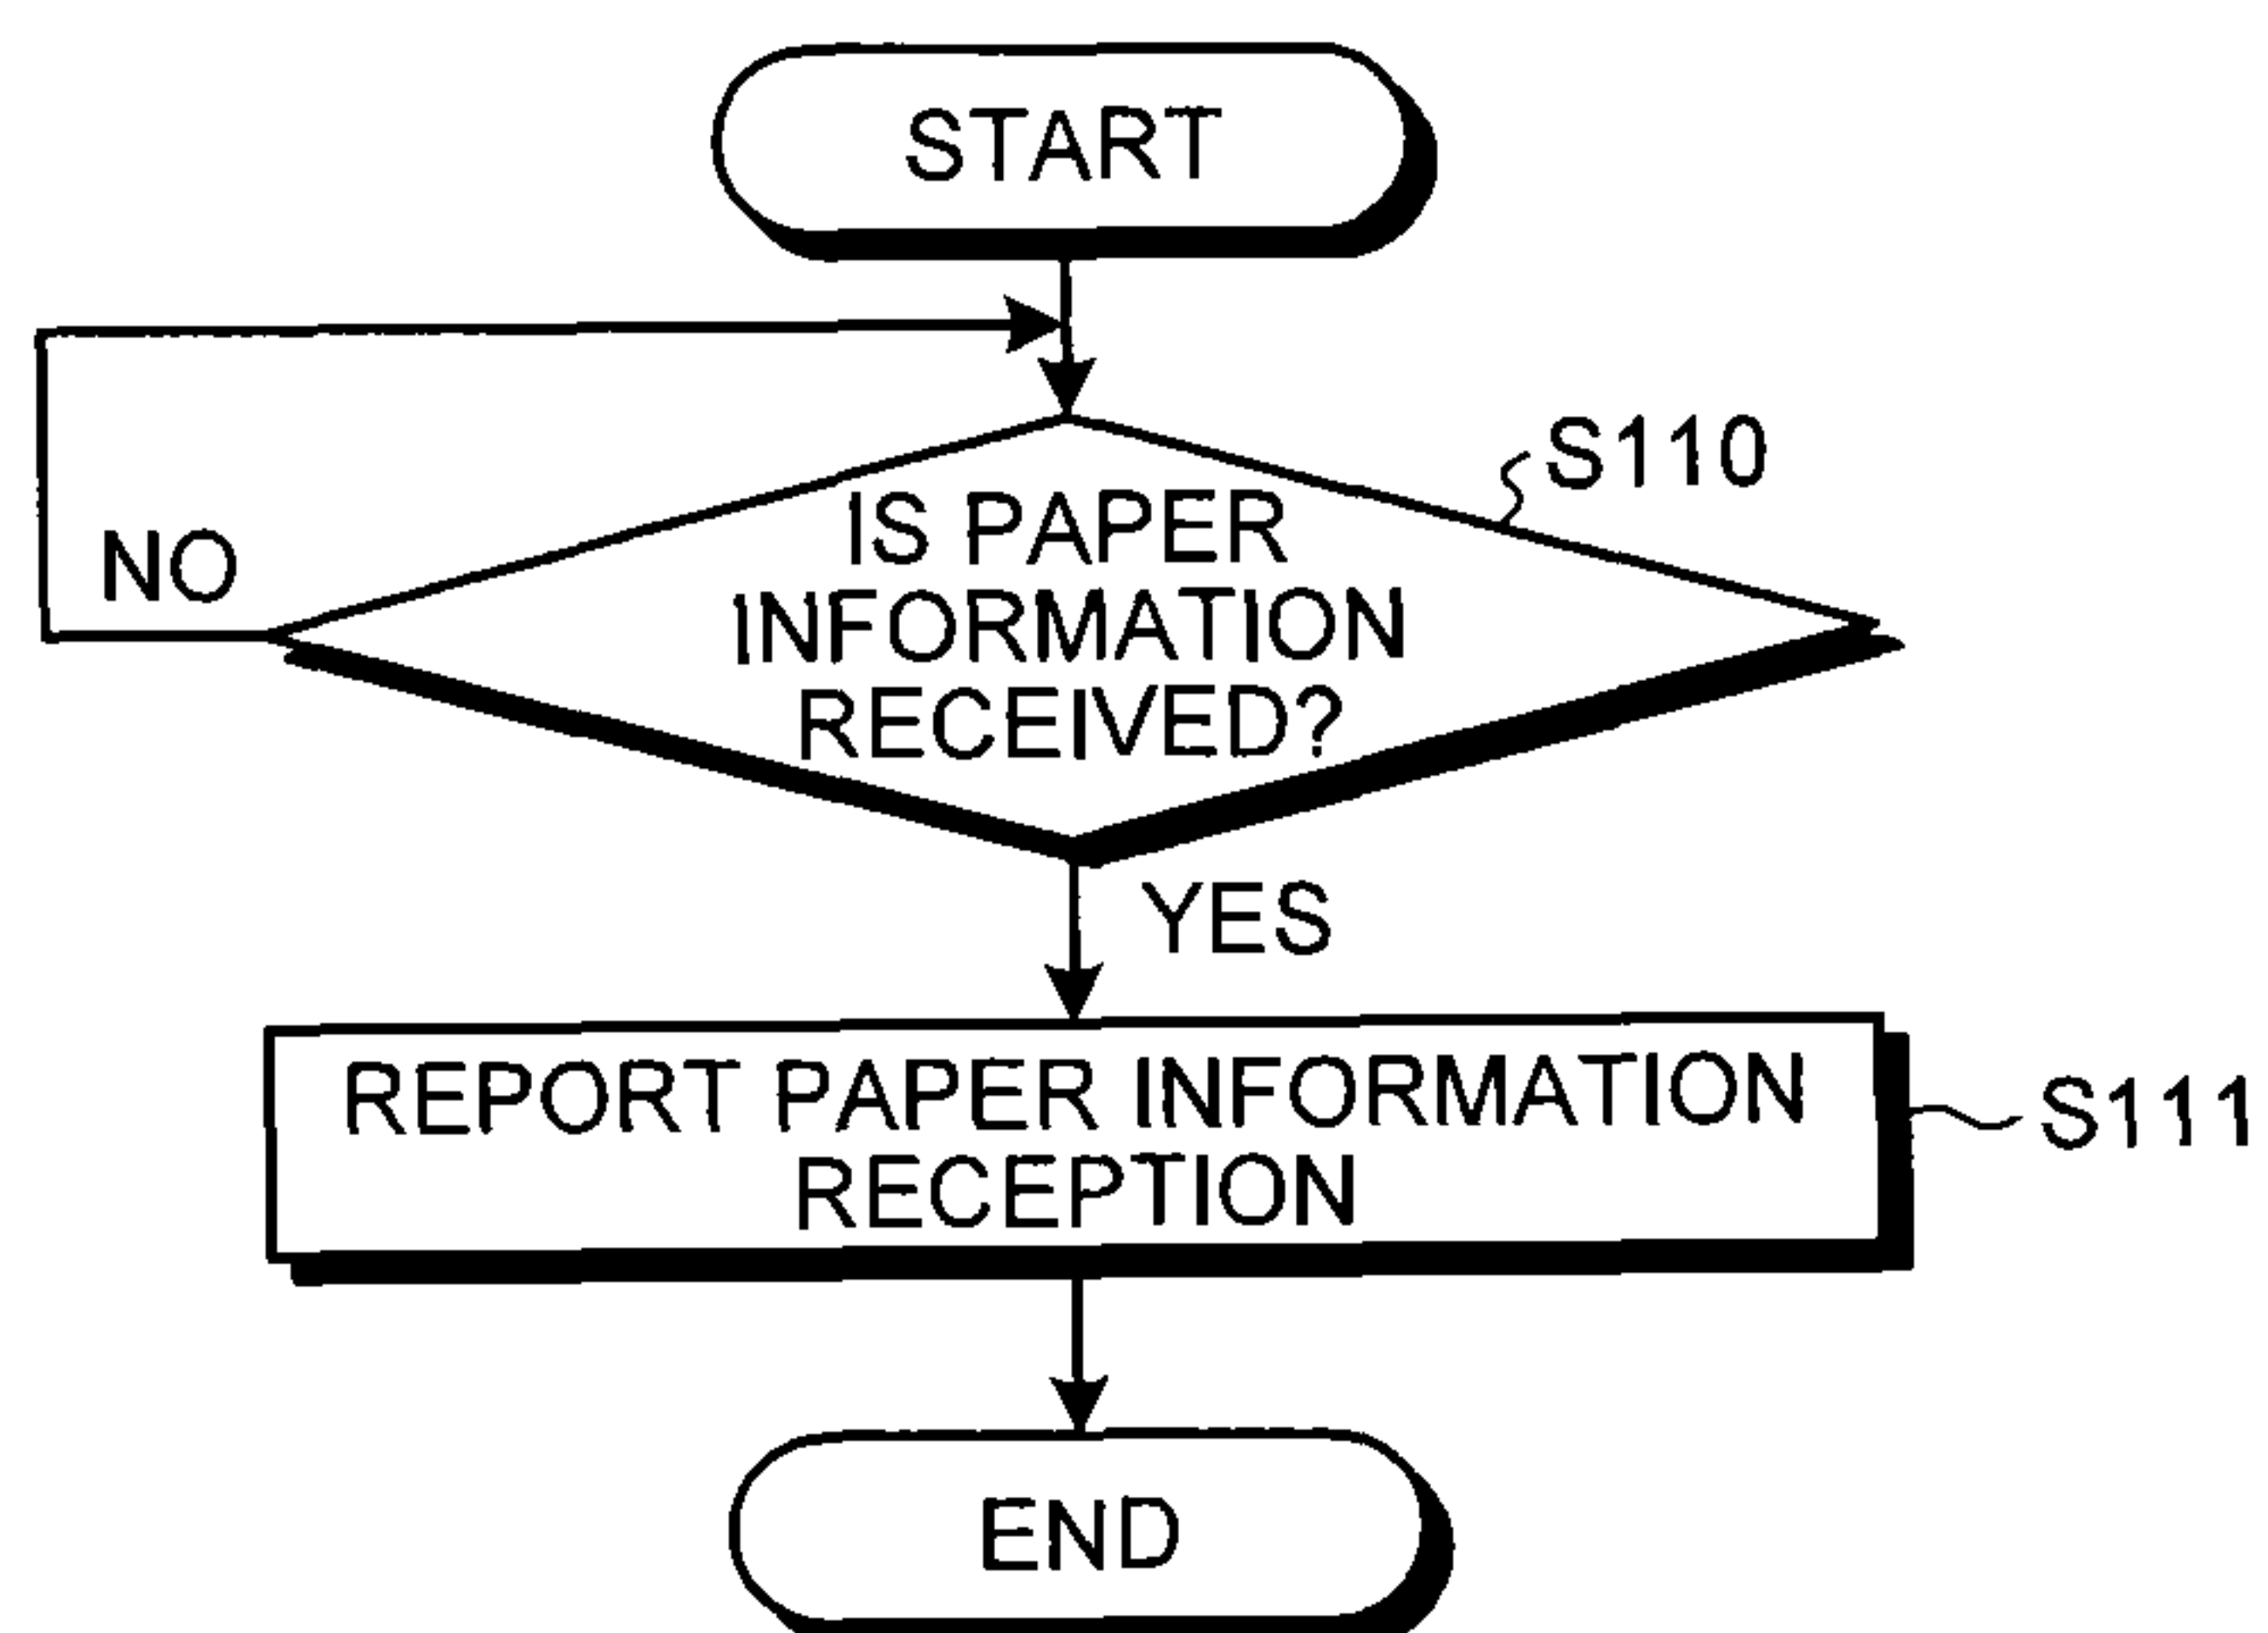 START
S110
IS PAPER
INFORMATION
RECEIVED?
NO
YES
REPORT PAPER INFORMATION
RECEPTION
S111
END